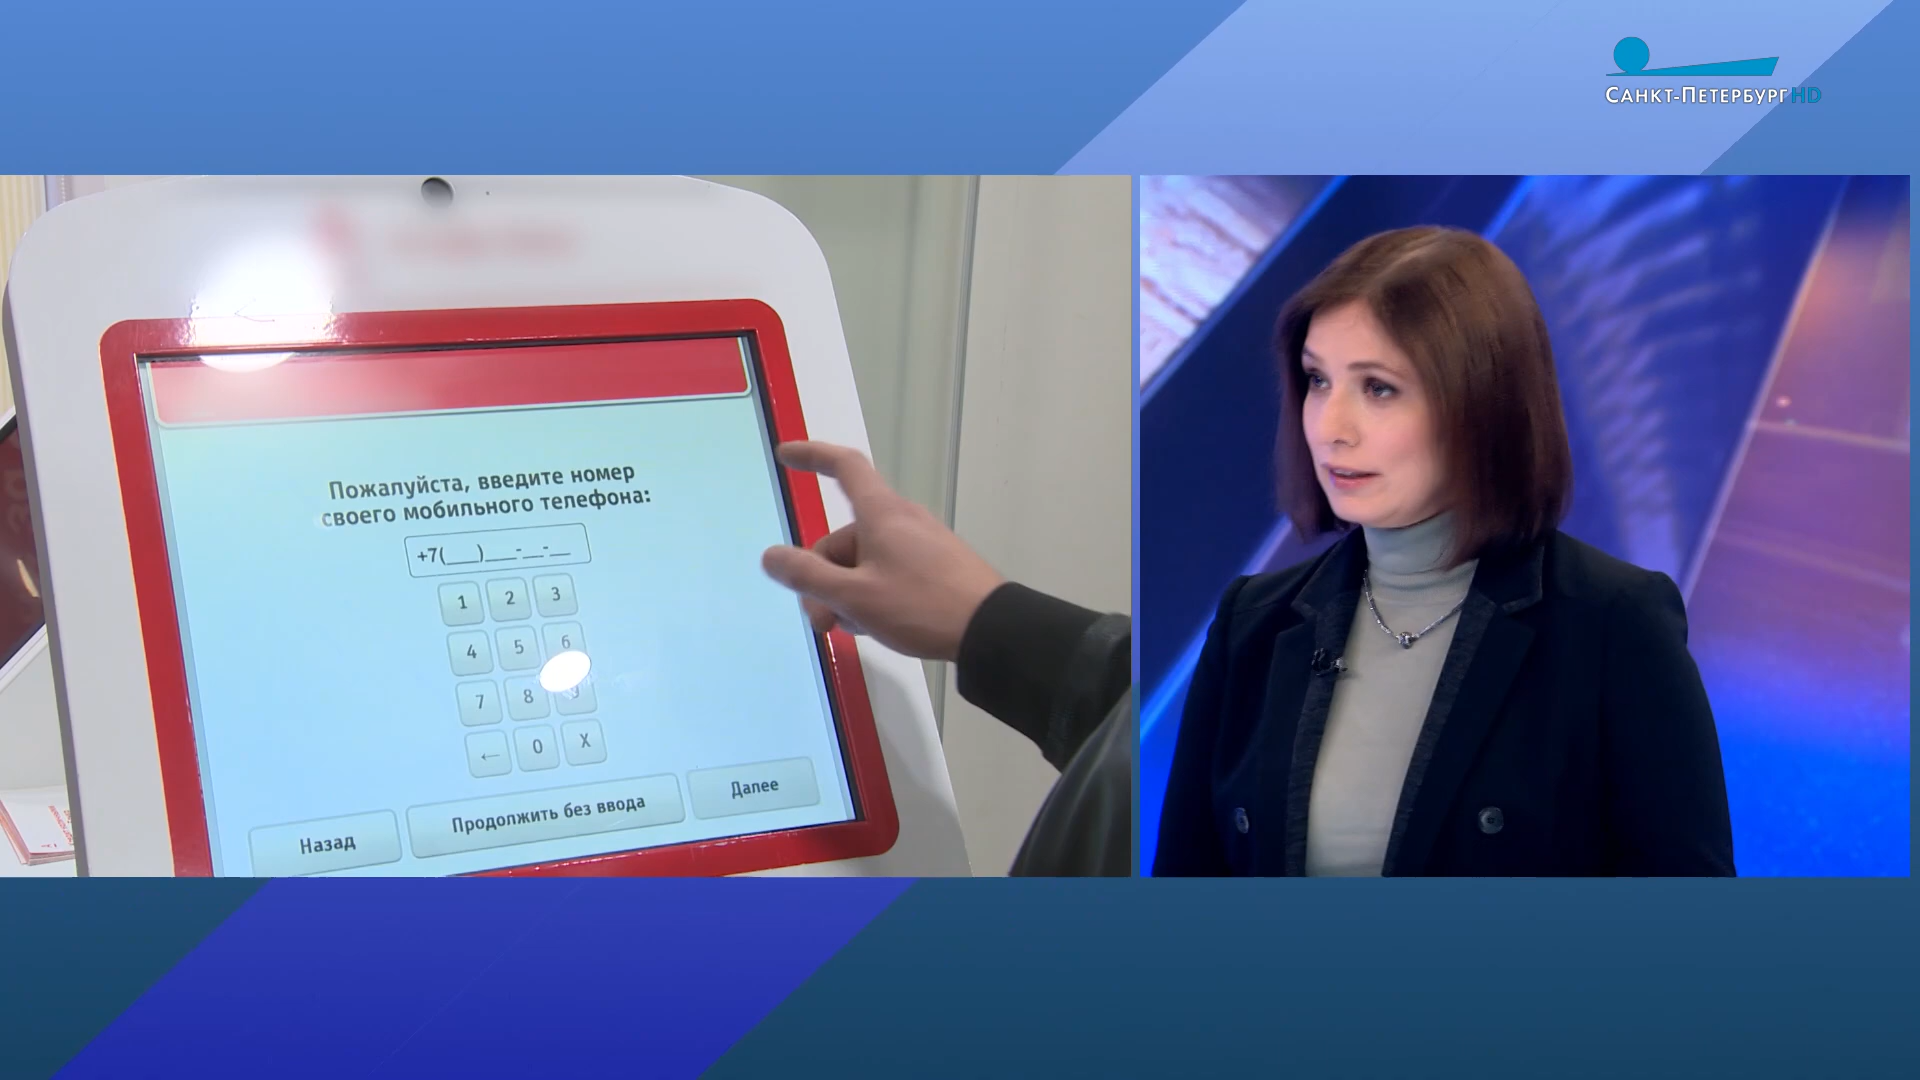 САНКТ-ПЕТЕРБУРГ HD
Пожалуйста, введите номер
своего мобильного телефона:
+7(___)___-__-__
1 2 3
4 5 6
7 8 9
← 0 X
Назад
Продолжить без ввода
Далее